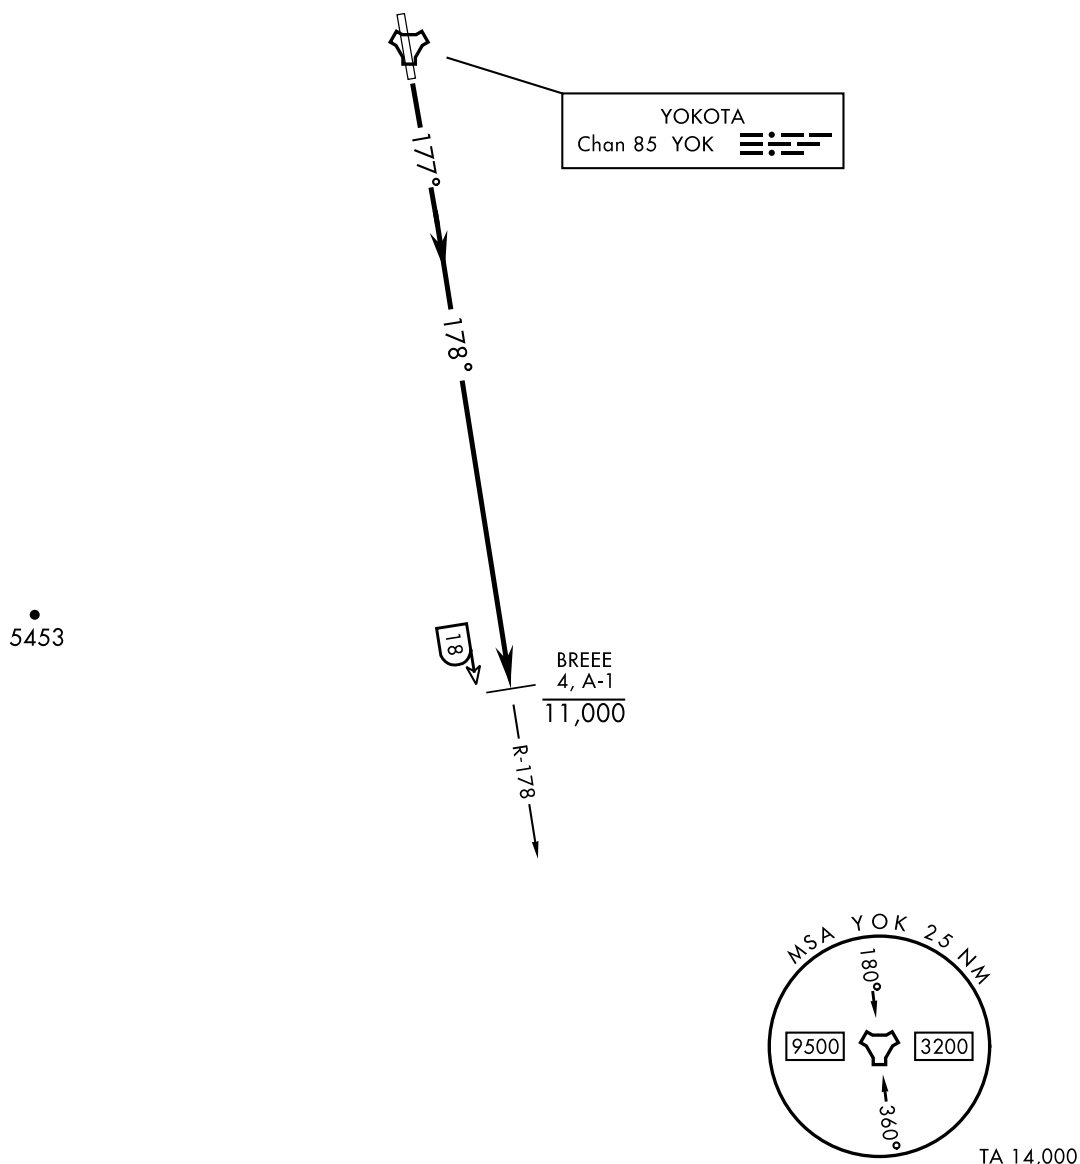 YOKOTA
Chan 85 YOK
177°
178°
5453
18
BREEE
4, A-1
11,000
R-178
MSA YOK 25 NM
180°
9500
3200
360°
TA 14,000